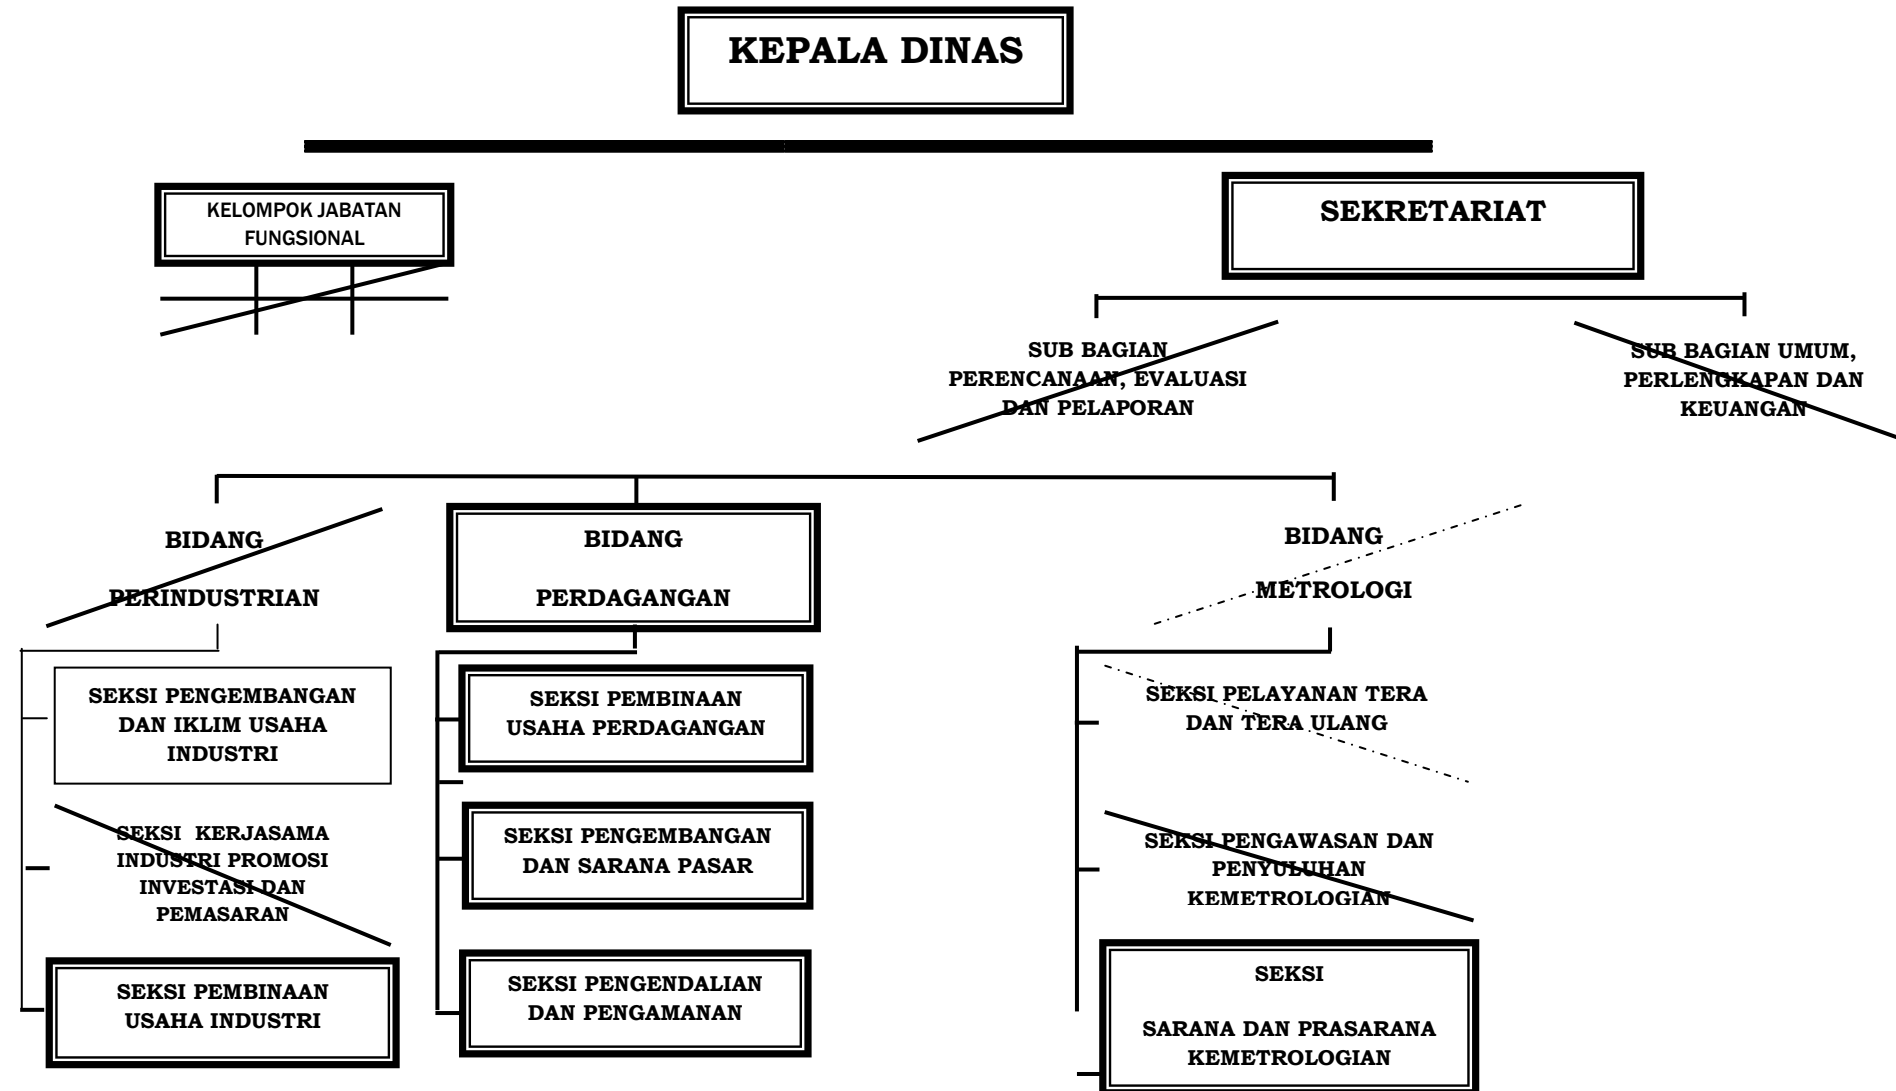 KEPALA DINAS
KELOMPOK JABATAN
FUNGSIONAL
SEKRETARIAT
SUB BAGIAN
PERENCANAAN, EVALUASI
DAN PELAPORAN
SUB BAGIAN UMUM,
PERLENGKAPAN DAN
KEUANGAN
BIDANG
PERINDUSTRIAN
SEKSI PENGEMBANGAN
DAN IKLIM USAHA
INDUSTRI
SEKSI KERJASAMA
INDUSTRI PROMOSI
INVESTASI DAN
PEMASARAN
SEKSI PEMBINAAN
USAHA INDUSTRI
BIDANG
PERDAGANGAN
SEKSI PEMBINAAN
USAHA PERDAGANGAN
SEKSI PENGEMBANGAN
DAN SARANA PASAR
SEKSI PENGENDALIAN
DAN PENGAMANAN
BIDANG
METROLOGI
SEKSI PELAYANAN TERA
DAN TERA ULANG
SEKSI PENGAWASAN DAN
PENYULUHAN
KEMETROLOGIAN
SEKSI
SARANA DAN PRASARANA
KEMETROLOGIAN